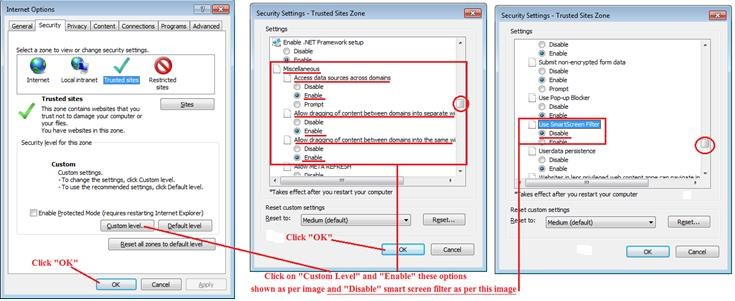 Internet Options
General Security Privacy Content Connections Programs Advanced
Select a zone to view or change security settings.
Internet Local intranet Trusted sites Restricted sites
Trusted sites
This zone contains websites that you trust not to damage your computer or your files.
You have websites in this zone.
Sites
Security level for this zone
Custom
Custom settings.
- To change the settings, click Custom level.
- To use the recommended settings, click Default level.
Enable Protected Mode (requires restarting Internet Explorer)
Custom level... Default level
Reset all zones to default level
Click "OK"
OK Cancel Apply
Security Settings - Trusted Sites Zone
Settings
Enable .NET Framework setup
Disable
Enable
Miscellaneous
Access data sources across domains
Disable
Enable
Prompt
Allow dragging of content between domains into separate wi
Disable
Enable
Allow dragging of content between domains into the same wi
Disable
Enable
Allow META REFRESH
*Takes effect after you restart your computer
Reset custom settings
Reset to: Medium (default) Reset...
Click "OK"
OK Cancel
Security Settings - Trusted Sites Zone
Settings
Disable
Enable
Submit non-encrypted form data
Disable
Enable
Prompt
Use Pop-up Blocker
Disable
Enable
Use SmartScreen Filter
Disable
Enable
Userdata persistence
Disable
Enable
Websites in less privileged web content zone can navigate in
*Takes effect after you restart your computer
Reset custom settings
Reset to: Medium (default) Reset...
OK Cancel
Click on "Custom Level" and "Enable" these options
shown as per image and "Disable" smart screen filter as per this image